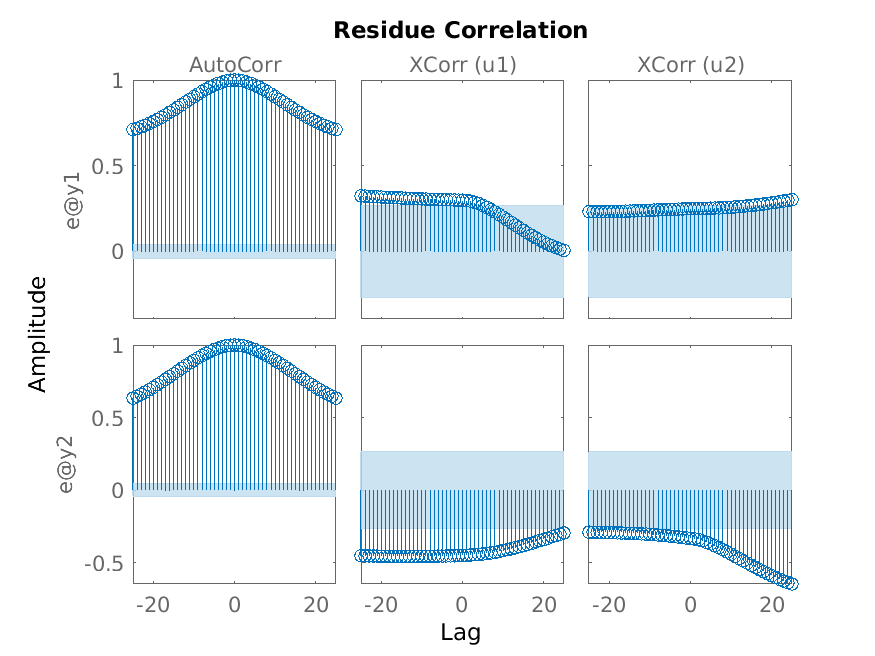 Residue Correlation
AutoCorr XCorr (u1) XCorr (u2)
1
0.5
0
e@y1
Amplitude
1
0.5
0
-0.5
e@y2
-20 0 20 -20 0 20 -20 0 20
Lag